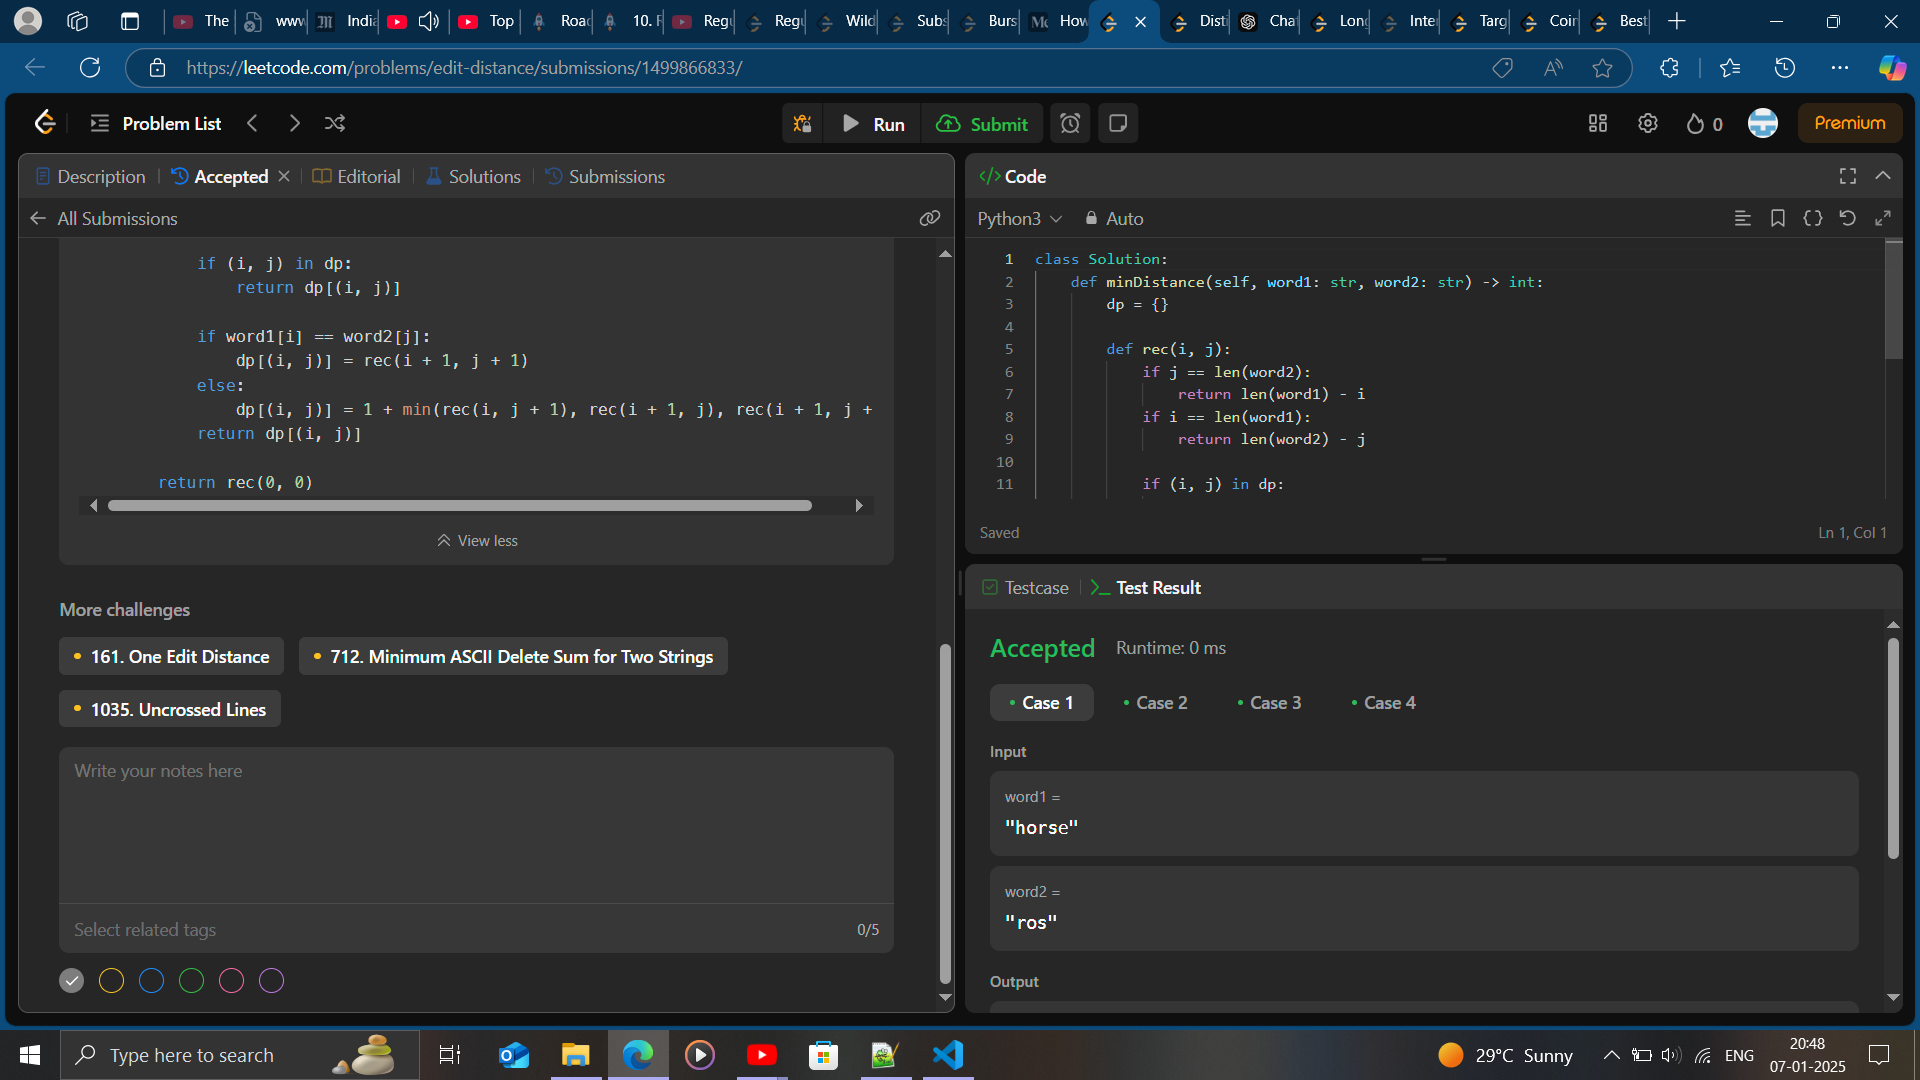 The
www
India
Top
Road
10. R
Regu
Regu
Wild
Subs
Burs
How
Disti
Chat
Long
Inter
Targ
Coin
Best
https://leetcode.com/problems/edit-distance/submissions/1499866833/
Problem List
Run
Submit
0
Premium
Description
Accepted
Editorial
Solutions
Submissions
All Submissions
if (i, j) in dp:
return dp[(i, j)]
if word1[i] == word2[j]:
dp[(i, j)] = rec(i + 1, j + 1)
else:
dp[(i, j)] = 1 + min(rec(i, j + 1), rec(i + 1, j), rec(i + 1, j +
return dp[(i, j)]
return rec(0, 0)
View less
More challenges
161. One Edit Distance
712. Minimum ASCII Delete Sum for Two Strings
1035. Uncrossed Lines
Write your notes here
Select related tags
0/5
</> Code
Python3
Auto
1 class Solution:
2 def minDistance(self, word1: str, word2: str) -> int:
3 dp = {}
4
5 def rec(i, j):
6 if j == len(word2):
7 return len(word1) - i
8 if i == len(word1):
9 return len(word2) - j
10
11 if (i, j) in dp:
Saved
Ln 1, Col 1
Testcase
Test Result
Accepted Runtime: 0 ms
Case 1
Case 2
Case 3
Case 4
Input
word1 =
"horse"
word2 =
"ros"
Output
Type here to search
29°C Sunny
ENG
20:48
07-01-2025